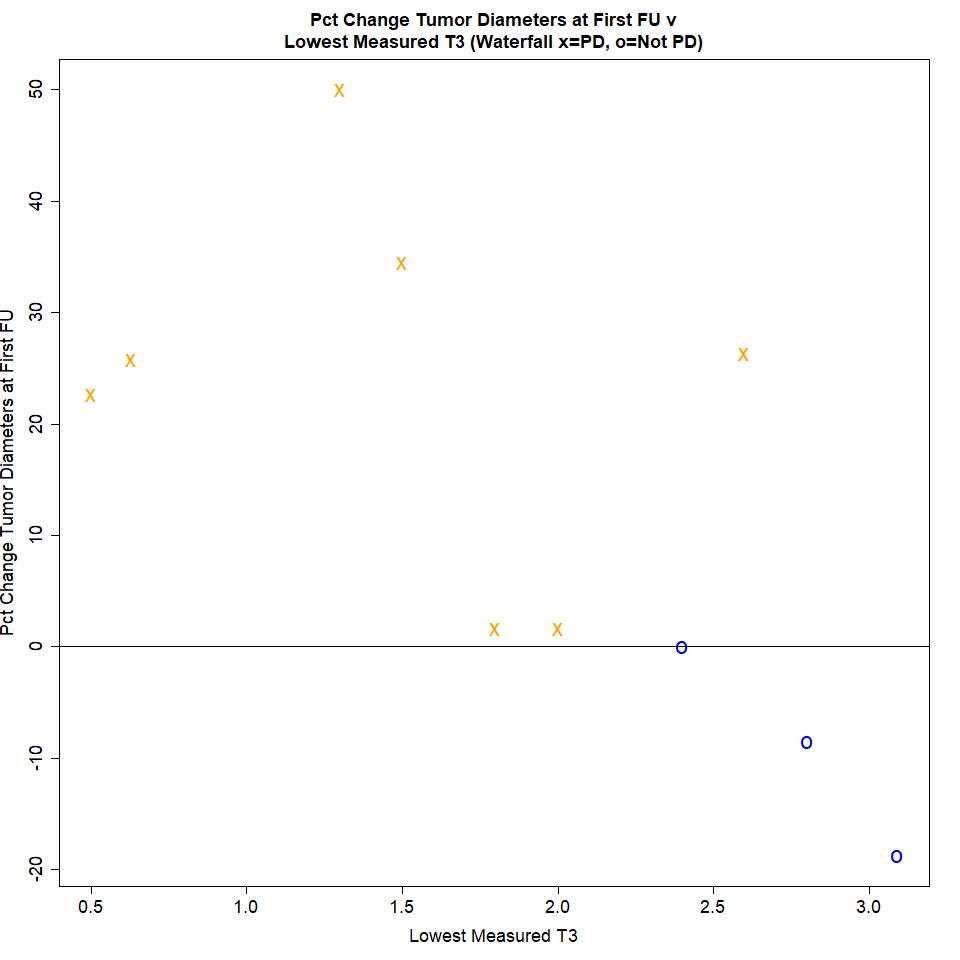 Pct Change Tumor Diameters at First FU v
Lowest Measured T3 (Waterfall x=PD, o=Not PD)
Pct Change Tumor Diameters at First FU
50
40
30
20
10
0
-10
-20
X
X
X
X
X
X
X
O
O
O
0.5
1.0
1.5
2.0
2.5
3.0
Lowest Measured T3